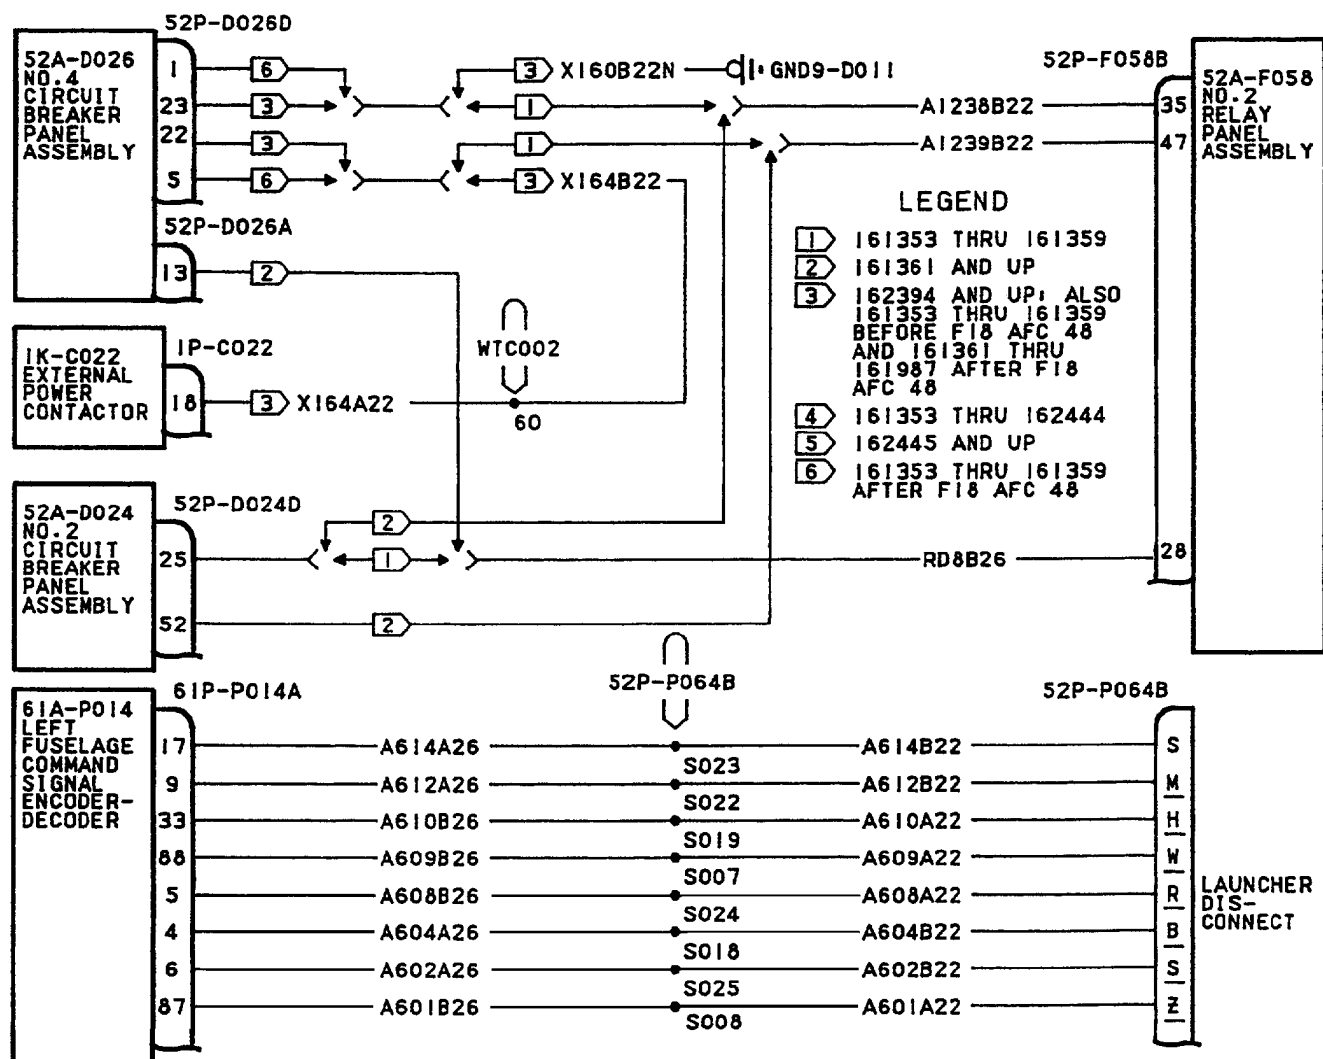 52P-D026D
52A-D026
NO.4
CIRCUIT
BREAKER
PANEL
ASSEMBLY
1
23
22
5
6
3
3
6
3 X160B22N
GND9-D011
1
1
3 X164B22
52P-F058B
A1238B22
A1239B22
35
47
52A-F058
NO.2
RELAY
PANEL
ASSEMBLY
52P-D026A
13
2
LEGEND
1 161353 THRU 161359
2 161361 AND UP
3 162394 AND UP; ALSO
161353 THRU 161359
BEFORE F18 AFC 48
AND 161361 THRU
161987 AFTER F18
AFC 48
4 161353 THRU 162444
5 162445 AND UP
6 161353 THRU 161359
AFTER F18 AFC 48
1K-C022
EXTERNAL
POWER
CONTACTOR
1P-C022
18
3 X164A22
WTC002
60
52A-D024
NO.2
CIRCUIT
BREAKER
PANEL
ASSEMBLY
52P-D024D
25
52
2
1
2
RD8B26
28
61A-P014
LEFT
FUSELAGE
COMMAND
SIGNAL
ENCODER-
DECODER
61P-P014A
52P-P064B
52P-P064B
17 A614A26 S023 A614B22 S
9 A612A26 S022 A612B22 M
33 A610B26 S019 A610A22 H
88 A609B26 S007 A609A22 W
5 A608B26 S024 A608A22 R
4 A604A26 S018 A604B22 B
6 A602A26 S025 A602B22 S
87 A601B26 S008 A601A22 Z
LAUNCHER
DIS-
CONNECT